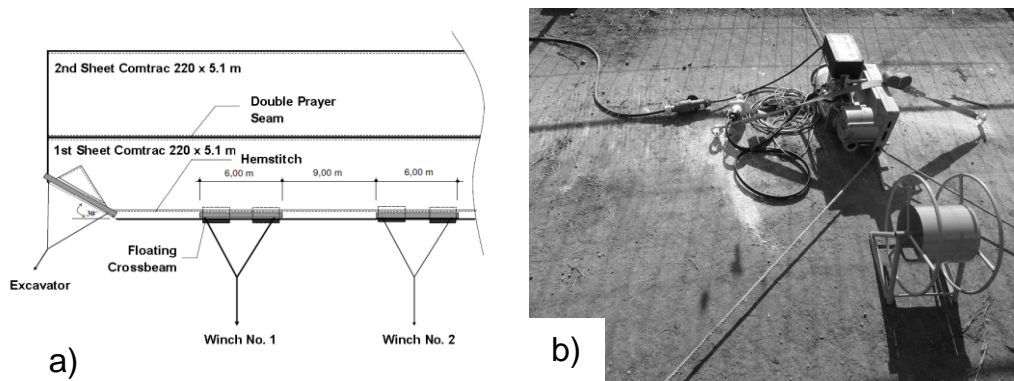 2nd Sheet Comtrac 220 x 5.1 m
Double Prayer
Seam
1st Sheet Comtrac 220 x 5.1 m
Hemstitch
6,00 m
9,00 m
6,00 m
30
Floating
Crossbeam
Excavator
Winch No. 1
Winch No. 2
a)
b)